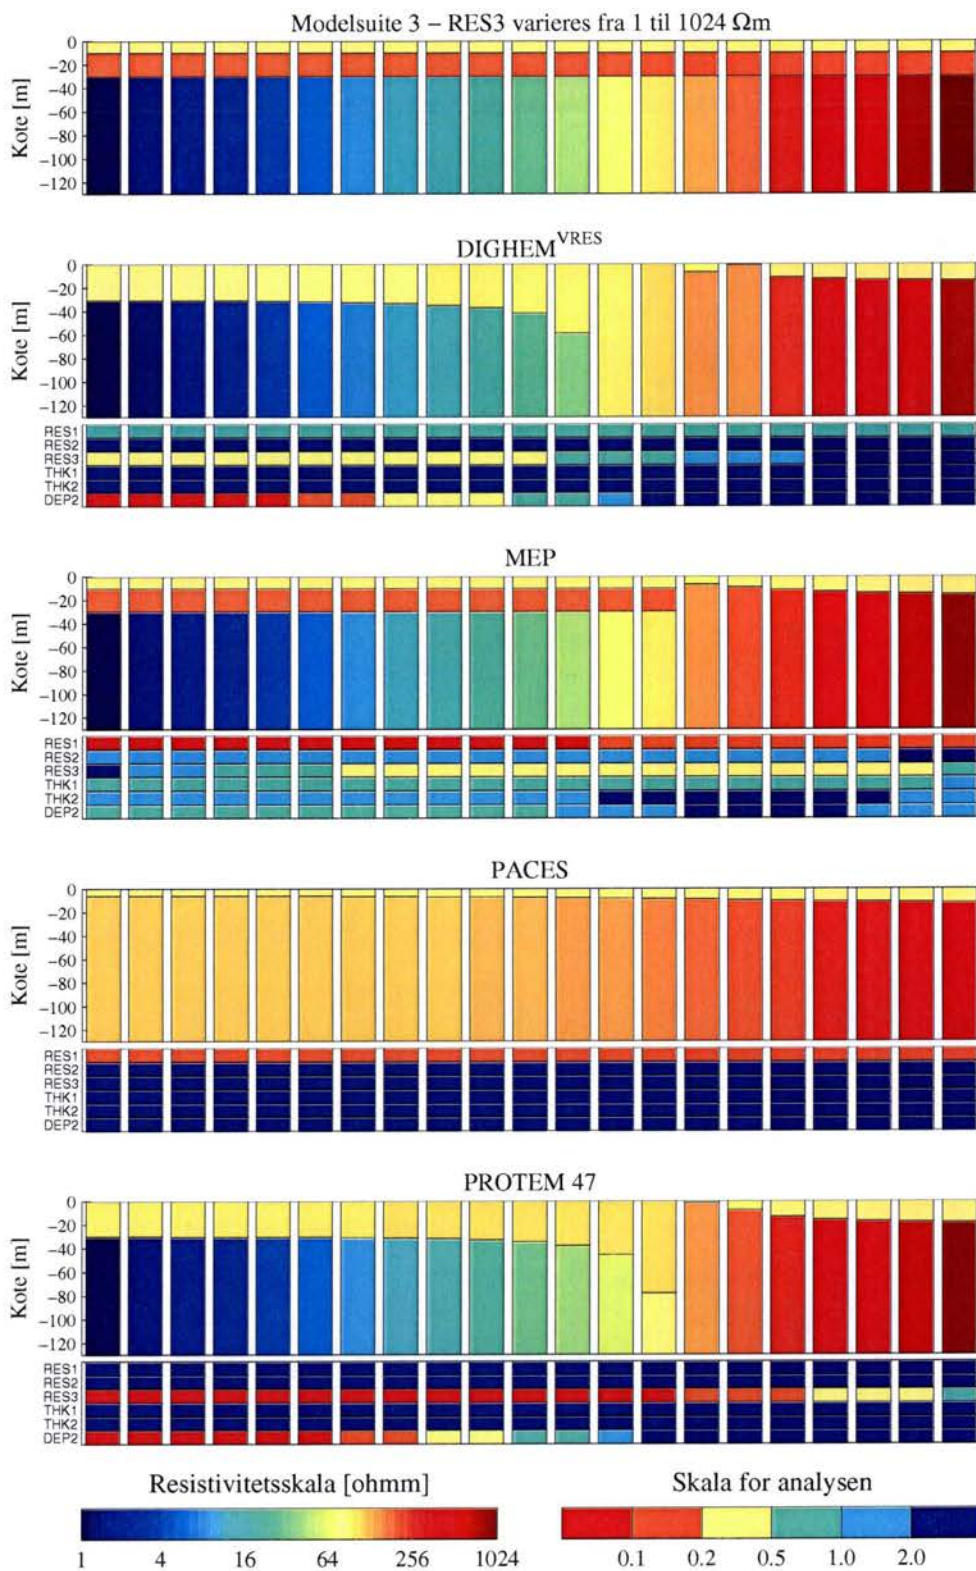 Modelsuite 3 – RES3 varieres fra 1 til 1024 Ωm
Kote [m]
0
−20
−40
−60
−80
−100
−120
DIGHEM^VRES
Kote [m]
0
−20
−40
−60
−80
−100
−120
RES1
RES2
RES3
THK1
THK2
DEP2
MEP
Kote [m]
0
−20
−40
−60
−80
−100
−120
RES1
RES2
RES3
THK1
THK2
DEP2
PACES
Kote [m]
0
−20
−40
−60
−80
−100
−120
RES1
RES2
RES3
THK1
THK2
DEP2
PROTEM 47
Kote [m]
0
−20
−40
−60
−80
−100
−120
RES1
RES2
RES3
THK1
THK2
DEP2
Resistivitetsskala [ohmm]
1 4 16 64 256 1024
Skala for analysen
0.1 0.2 0.5 1.0 2.0